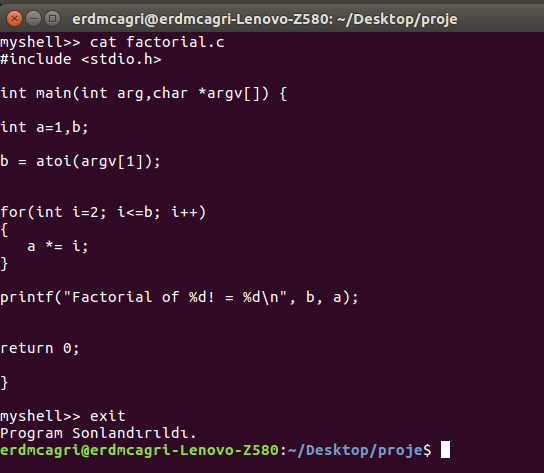 erdmcagri@erdmcagri-Lenovo-Z580: ~/Desktop/proje
myshell>> cat factorial.c
#include <stdio.h>
int main(int arg,char *argv[]) {
int a=1,b;
b = atoi(argv[1]);
for(int i=2; i<=b; i++)
{
   a *= i;
}
printf("Factorial of %d! = %d\n", b, a);
return 0;
}
myshell>> exit
Program Sonlandırıldı.
erdmcagri@erdmcagri-Lenovo-Z580:~/Desktop/proje$